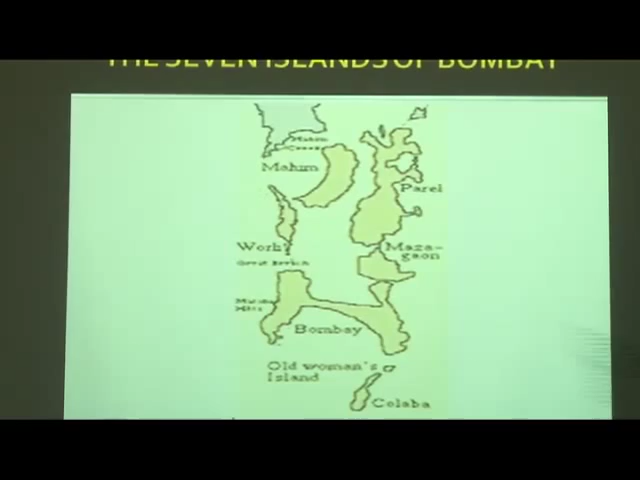 THE SEVEN ISLANDS OF BOMBAY
Mahim
Parel
Worli
Maza-
gaon
Bombay
Old woman's
Island
Colaba